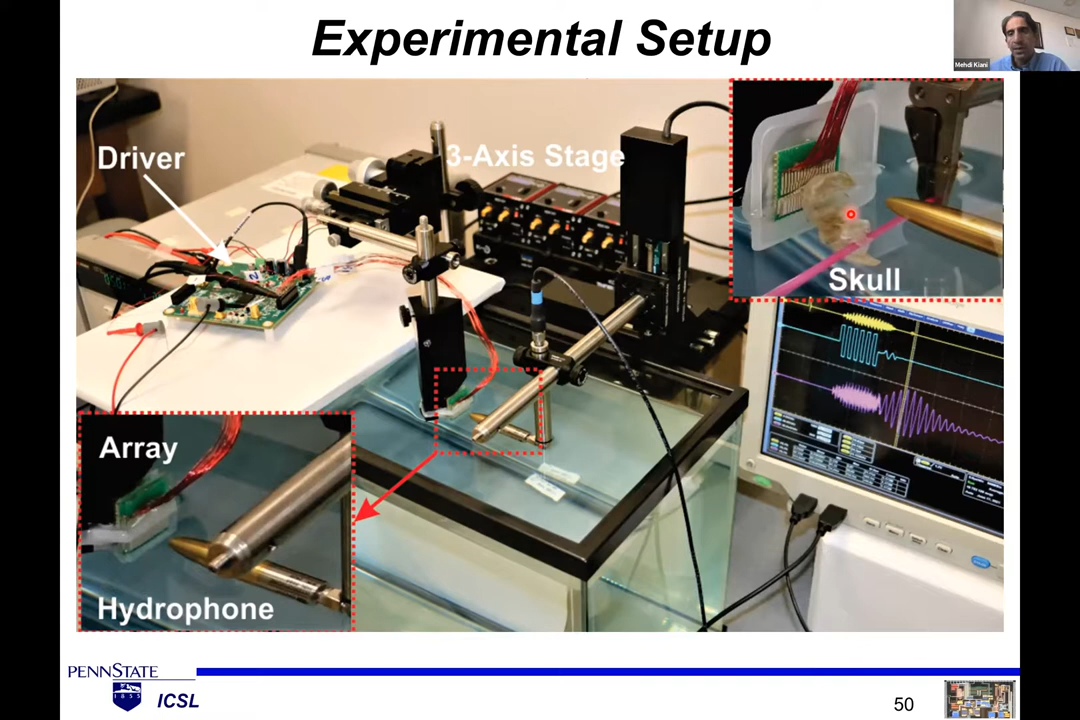 Experimental Setup
Mehdi Kiani
Driver
3-Axis Stage
Skull
Array
Hydrophone
PENNSTATE
1855
ICSL
50